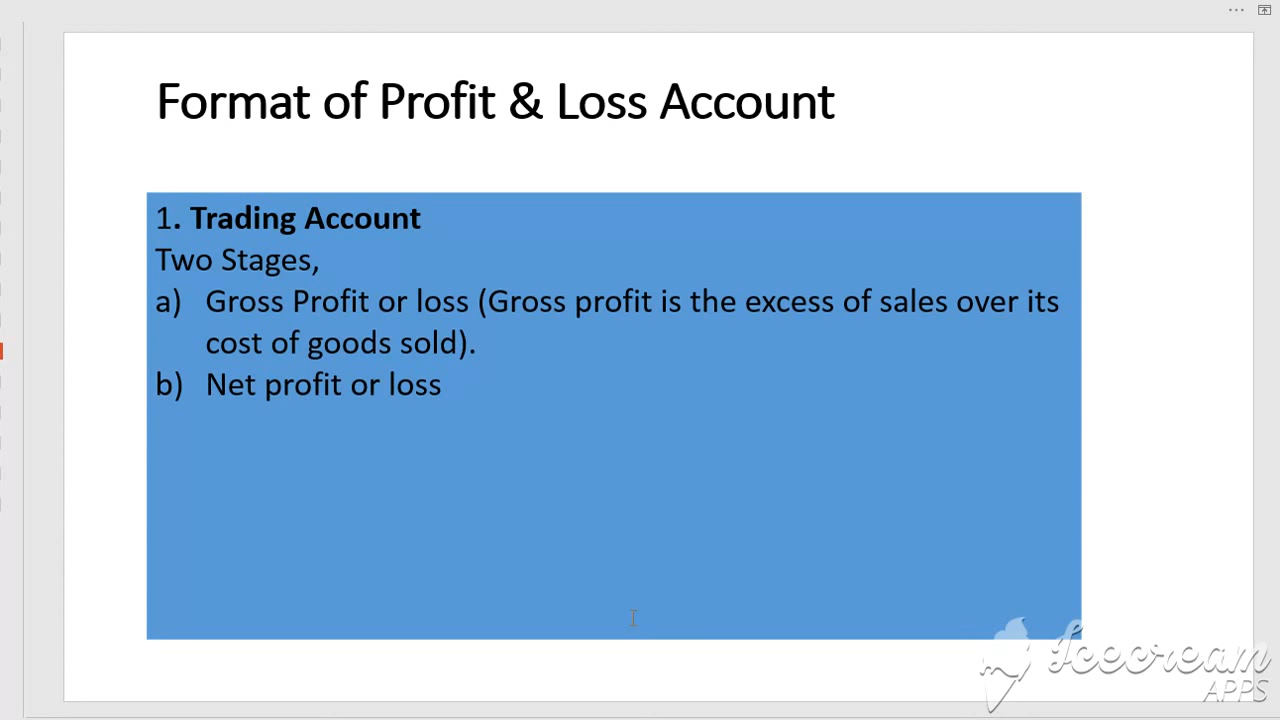 Format of Profit & Loss Account
1. Trading Account
Two Stages,
a) Gross Profit or loss (Gross profit is the excess of sales over its
cost of goods sold).
b) Net profit or loss
Icecream
APPS